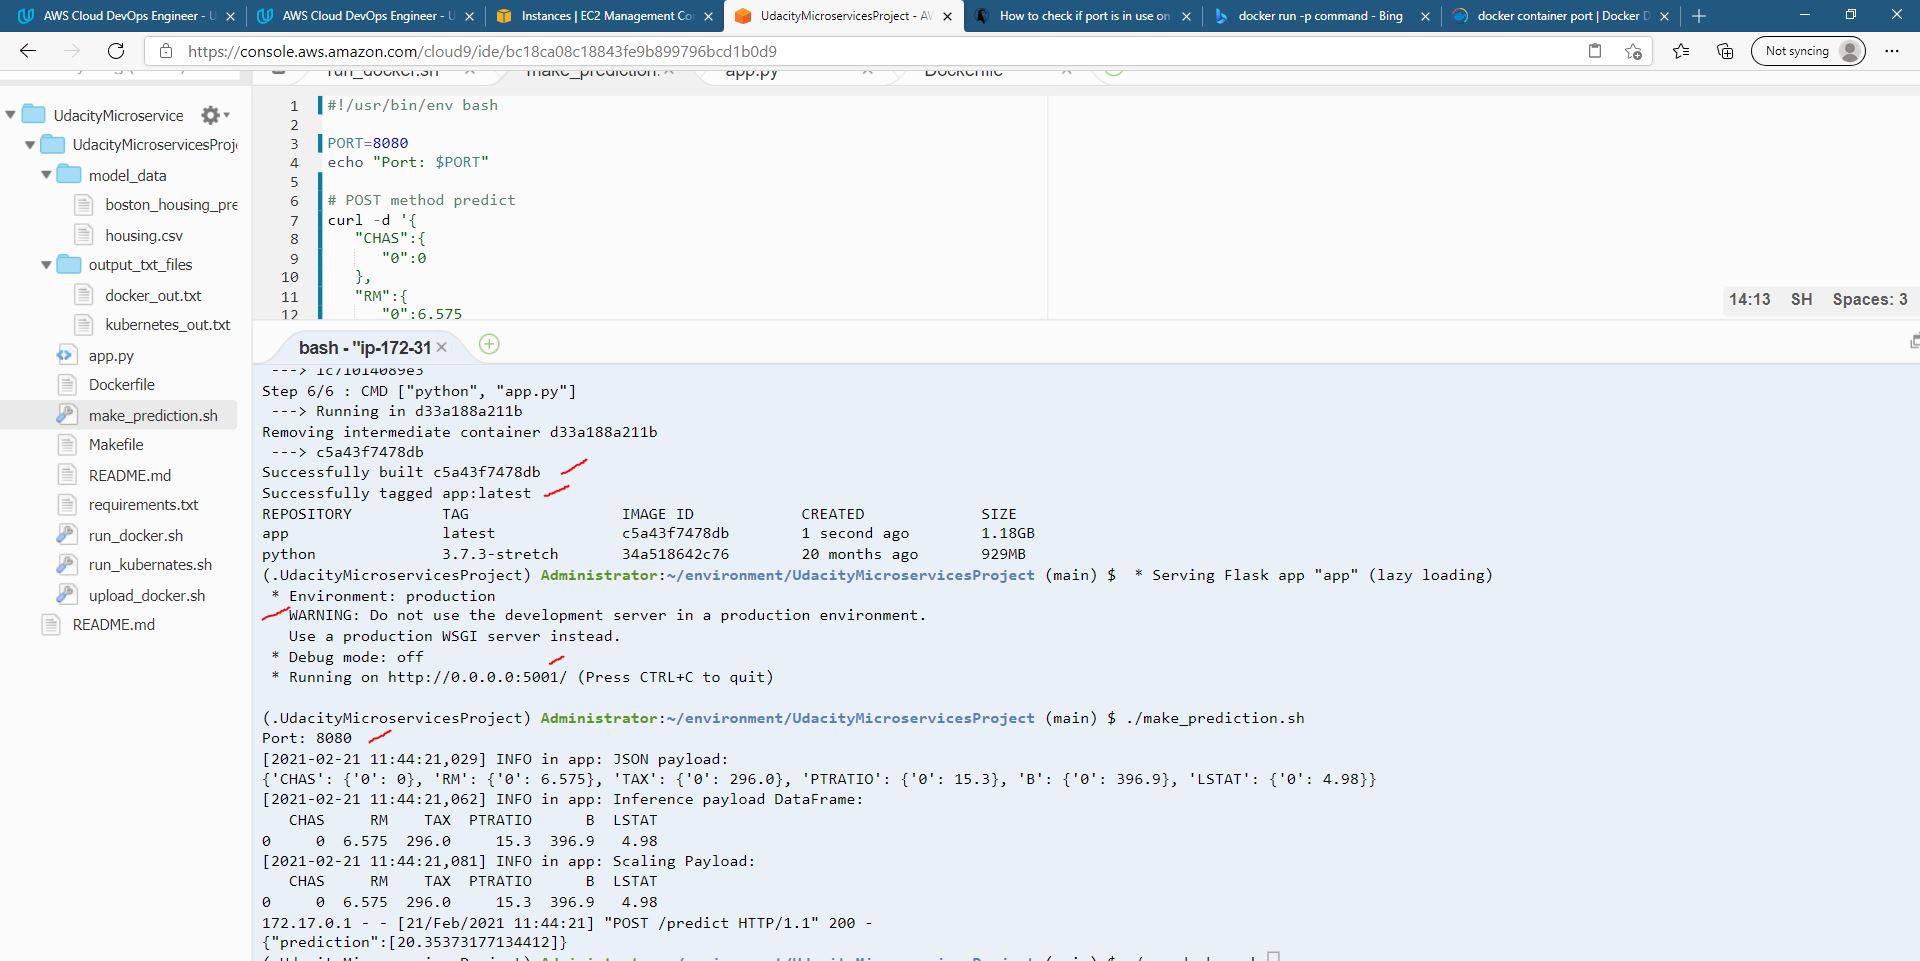 AWS Cloud DevOps Engineer - U
AWS Cloud DevOps Engineer - U
Instances | EC2 Management Co
UdacityMicroservicesProject - AW
How to check if port is in use on
docker run -p command - Bing
docker container port | Docker D
https://console.aws.amazon.com/cloud9/ide/bc18ca08c18843fe9b899796bcd1b0d9
Not syncing
run_docker.sh
make_prediction.
app.py
Dockerfile
UdacityMicroservice
UdacityMicroservicesProj
model_data
boston_housing_pre
housing.csv
output_txt_files
docker_out.txt
kubernetes_out.txt
app.py
Dockerfile
make_prediction.sh
Makefile
README.md
requirements.txt
run_docker.sh
run_kubernates.sh
upload_docker.sh
README.md
1 #!/usr/bin/env bash
2
3 PORT=8080
4 echo "Port: $PORT"
5
6 # POST method predict
7 curl -d '{
8 "CHAS":{
9 "0":0
10 },
11 "RM":{
12 "0":6.575
14:13 SH Spaces: 3
bash - "ip-172-31
---> 1c71014089e3
Step 6/6 : CMD ["python", "app.py"]
---> Running in d33a188a211b
Removing intermediate container d33a188a211b
---> c5a43f7478db
Successfully built c5a43f7478db
Successfully tagged app:latest
REPOSITORY TAG IMAGE ID CREATED SIZE
app latest c5a43f7478db 1 second ago 1.18GB
python 3.7.3-stretch 34a518642c76 20 months ago 929MB
(.UdacityMicroservicesProject) Administrator:~/environment/UdacityMicroservicesProject (main) $ * Serving Flask app "app" (lazy loading)
* Environment: production
WARNING: Do not use the development server in a production environment.
Use a production WSGI server instead.
* Debug mode: off
* Running on http://0.0.0.0:5001/ (Press CTRL+C to quit)
(.UdacityMicroservicesProject) Administrator:~/environment/UdacityMicroservicesProject (main) $ ./make_prediction.sh
Port: 8080
[2021-02-21 11:44:21,029] INFO in app: JSON payload:
{'CHAS': {'0': 0}, 'RM': {'0': 6.575}, 'TAX': {'0': 296.0}, 'PTRATIO': {'0': 15.3}, 'B': {'0': 396.9}, 'LSTAT': {'0': 4.98}}
[2021-02-21 11:44:21,062] INFO in app: Inference payload DataFrame:
CHAS RM TAX PTRATIO B LSTAT
0 0 6.575 296.0 15.3 396.9 4.98
[2021-02-21 11:44:21,081] INFO in app: Scaling Payload:
CHAS RM TAX PTRATIO B LSTAT
0 0 6.575 296.0 15.3 396.9 4.98
172.17.0.1 - - [21/Feb/2021 11:44:21] "POST /predict HTTP/1.1" 200 -
{"prediction":[20.35373177134412]}